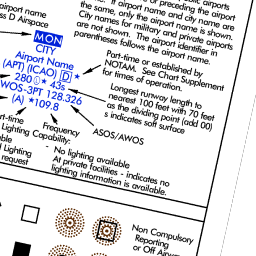 or preceding the airport
If airport name and city name are
the same, only the airport name is shown.
City names for military and private airports
are not shown. The airport identifier in
parentheses follows the airport name.
airport name
D Airspace
MON
CITY
Airport Name
(APT) (ICAO) D *
280 * 43s
WOS-3PT 128.326
(A) *109.8
Part-time or established by
NOTAM. See Chart Supplement
for times of operation.
Longest runway length to
nearest 100 feet with 70 feet
as the dividing point (add 00)
s indicates soft surface
ASOS/AWOS
Frequency
Lighting Capability:
- No lighting available
At private facilities - indicates no
lighting information is available.
Lighting
request
Non Compulsory
Reporting
or Off Airways